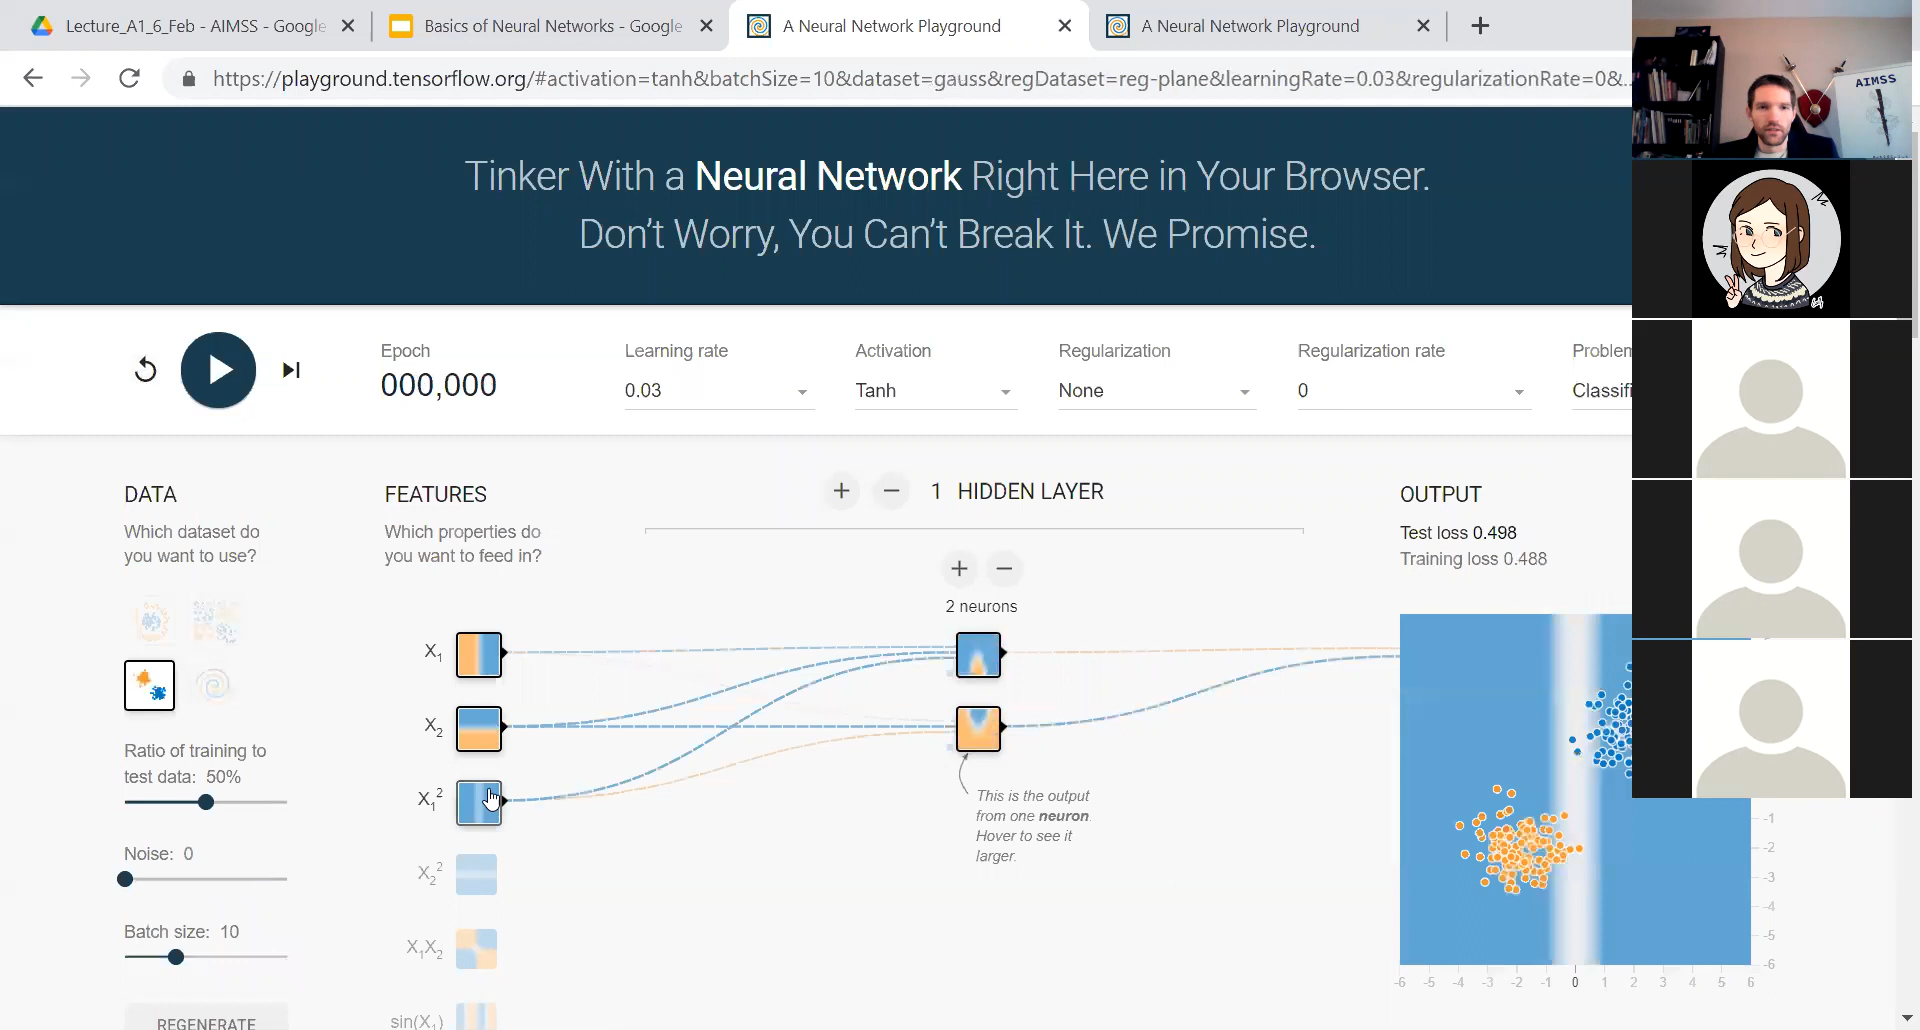 Lecture_A1_6_Feb - AIMSS - Google
Basics of Neural Networks - Google
A Neural Network Playground
A Neural Network Playground
https://playground.tensorflow.org/#activation=tanh&batchSize=10&dataset=gauss&regDataset=reg-plane&learningRate=0.03&regularizationRate=0&...
AIMSS
Tinker With a Neural Network Right Here in Your Browser.
Don't Worry, You Can't Break It. We Promise.
Epoch
000,000
Learning rate
0.03
Activation
Tanh
Regularization
None
Regularization rate
0
Problem
Classifi
DATA
Which dataset do
you want to use?
Ratio of training to
test data: 50%
Noise: 0
Batch size: 10
REGENERATE
FEATURES
Which properties do
you want to feed in?
X₁
X₂
X₁²
X₂²
X₁X₂
sin(X₁)
+ − 1 HIDDEN LAYER
+ −
2 neurons
This is the output
from one neuron.
Hover to see it
larger.
OUTPUT
Test loss 0.498
Training loss 0.488
-1
-2
-3
-4
-5
-6
-6 -5 -4 -3 -2 -1 0 1 2 3 4 5 6